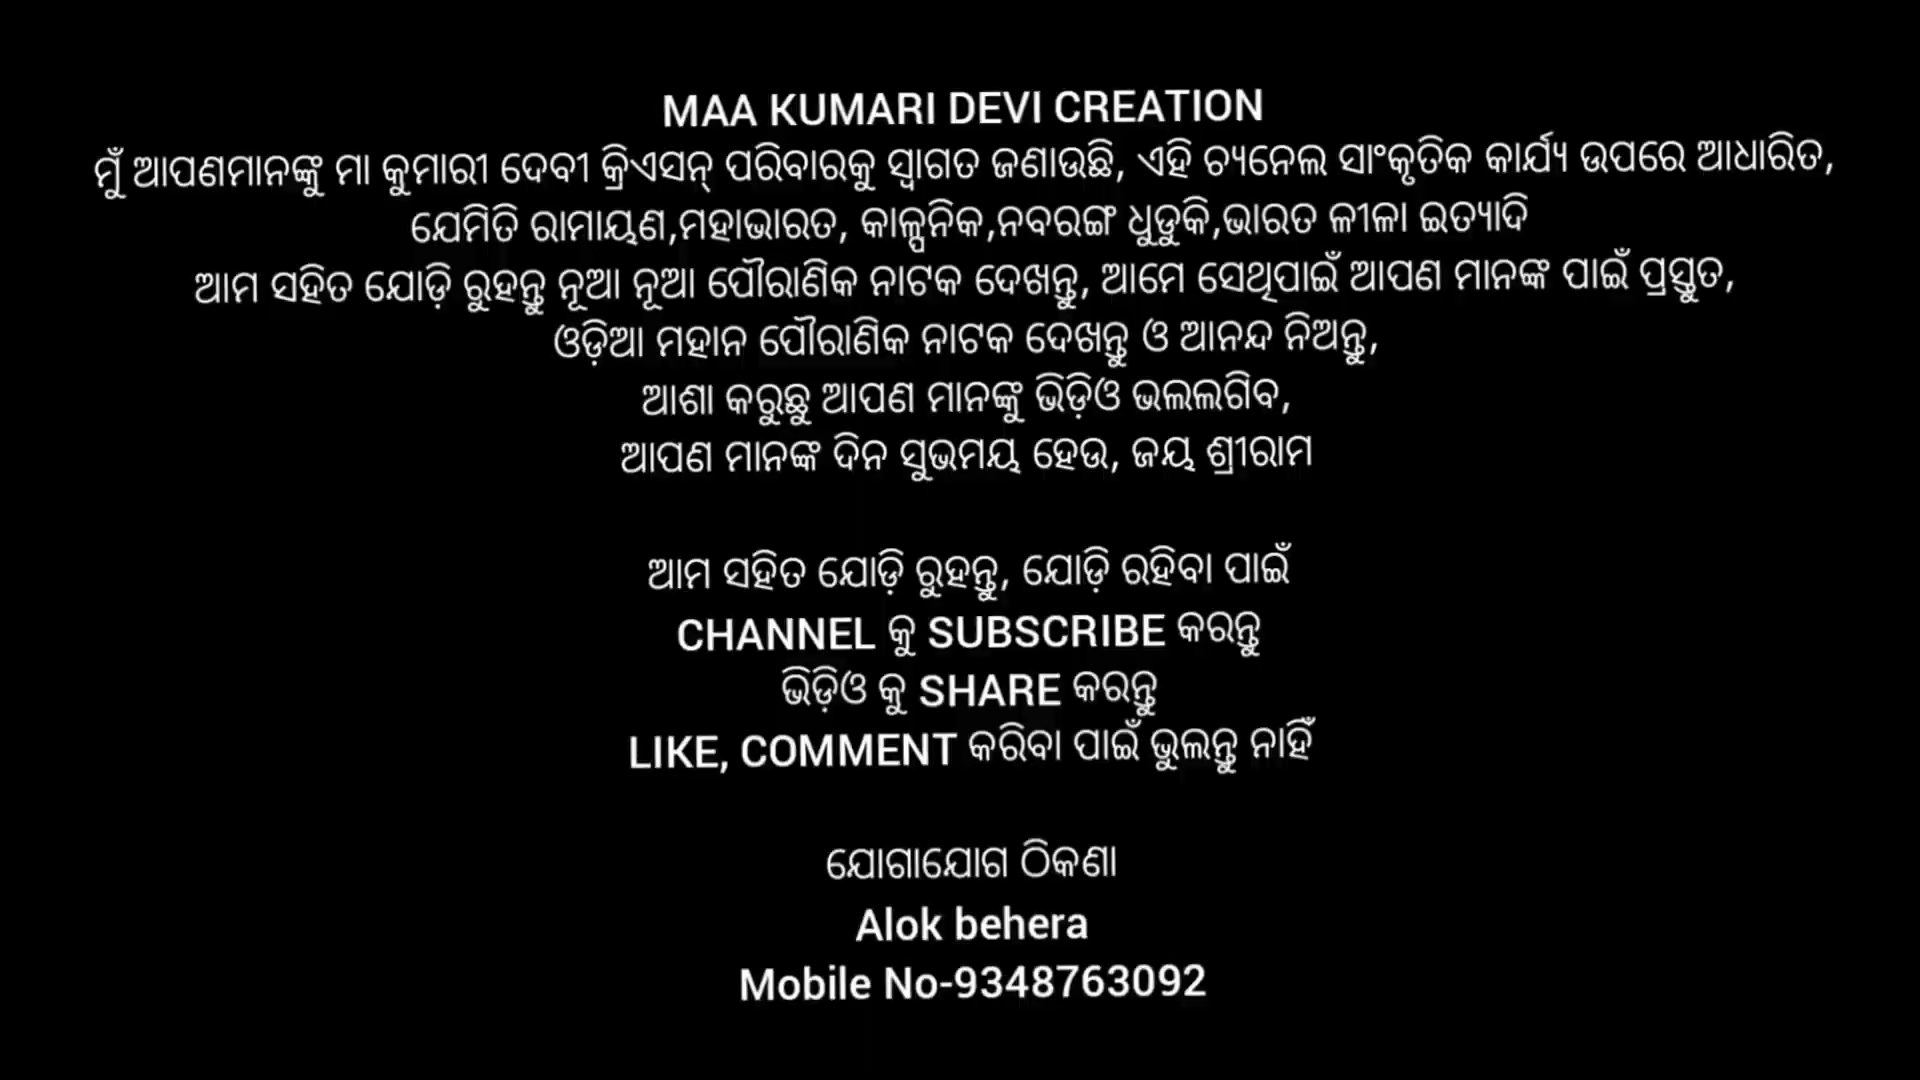 MAA KUMARI DEVI CREATION
ମୁଁ ଆପଣମାନଙ୍କୁ ମା କୁମାରୀ ଦେବୀ କ୍ରିଏସନ୍ ପରିବାରକୁ ସ୍ୱାଗତ ଜଣାଉଛି, ଏହି ଚ୍ୟନେଲ ସାଂକୃତିକ କାର୍ଯ୍ୟ ଉପରେ ଆଧାରିତ,
ଯେମିତି ରାମାୟଣ,ମହାଭାରତ, କାଳ୍ପନିକ,ନବରଙ୍ଗ ଧୁଡୁକି,ଭାରତ ଳୀଳା ଇତ୍ୟାଦି
ଆମ ସହିତ ଯୋଡ଼ି ରୁହନ୍ତୁ ନୂଆ ନୂଆ ପୌରାଣିକ ନାଟକ ଦେଖନ୍ତୁ, ଆମେ ସେଥିପାଇଁ ଆପଣ ମାନଙ୍କ ପାଇଁ ପ୍ରସ୍ତୁତ,
ଓଡ଼ିଆ ମହାନ ପୌରାଣିକ ନାଟକ ଦେଖନ୍ତୁ ଓ ଆନନ୍ଦ ନିଅନ୍ତୁ,
ଆଶା କରୁଛୁ ଆପଣ ମାନଙ୍କୁ ଭିଡ଼ିଓ ଭଲଲଗିବ,
ଆପଣ ମାନଙ୍କ ଦିନ ସୁଭମୟ ହେଉ, ଜୟ ଶ୍ରୀରାମ
ଆମ ସହିତ ଯୋଡ଼ି ରୁହନ୍ତୁ, ଯୋଡ଼ି ରହିବା ପାଇଁ
CHANNEL କୁ SUBSCRIBE କରନ୍ତୁ
ଭିଡ଼ିଓ କୁ SHARE କରନ୍ତୁ
LIKE, COMMENT କରିବା ପାଇଁ ଭୁଲନ୍ତୁ ନାହିଁ
ଯୋଗାଯୋଗ ଠିକଣା
Alok behera
Mobile No-9348763092